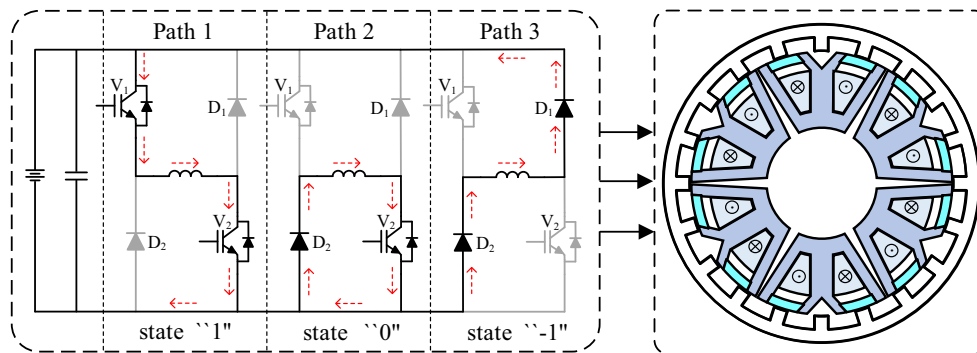 Path 1 Path 2 Path 3
V1 D1 V1 D1 V1 D1
D2 V2 D2 V2 D2 V2
state ``1" state ``0" state ``-1"